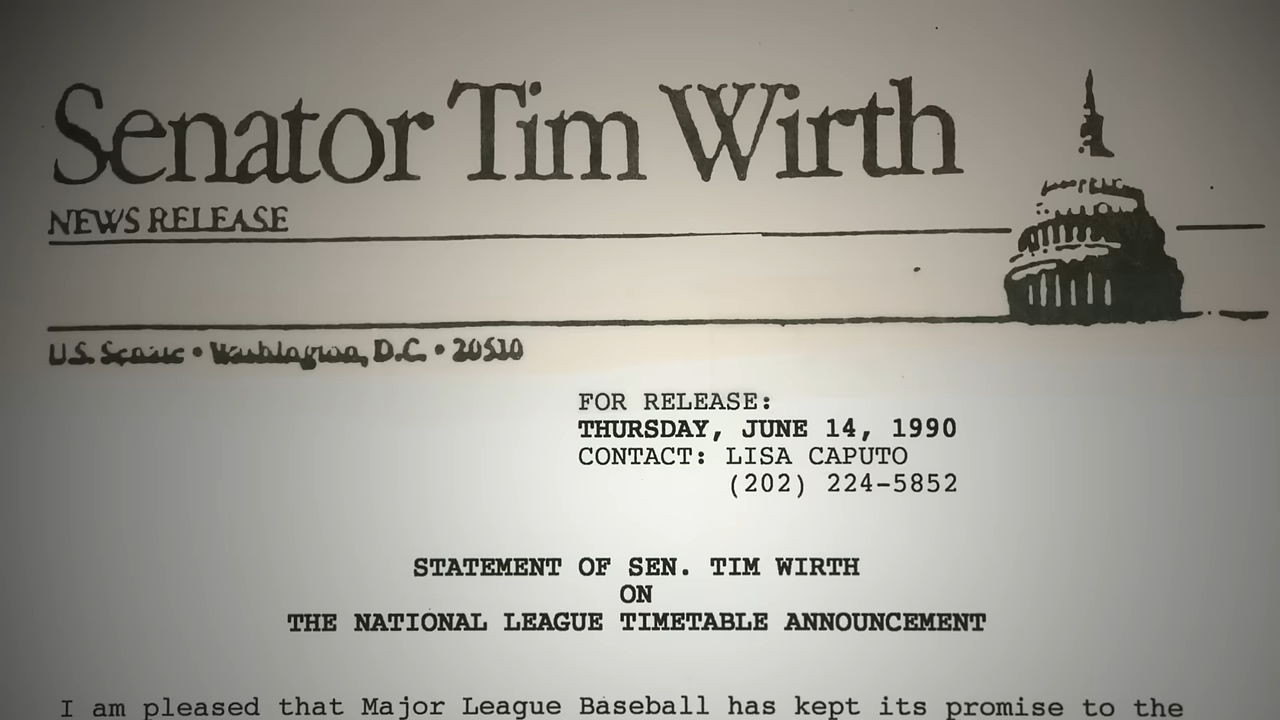 Senator Tim Wirth
NEWS RELEASE
U.S. Senate • Washington, D.C. • 20510
FOR RELEASE:
THURSDAY, JUNE 14, 1990
CONTACT: LISA CAPUTO
(202) 224-5852
STATEMENT OF SEN. TIM WIRTH
ON
THE NATIONAL LEAGUE TIMETABLE ANNOUNCEMENT
I am pleased that Major League Baseball has kept its promise to the